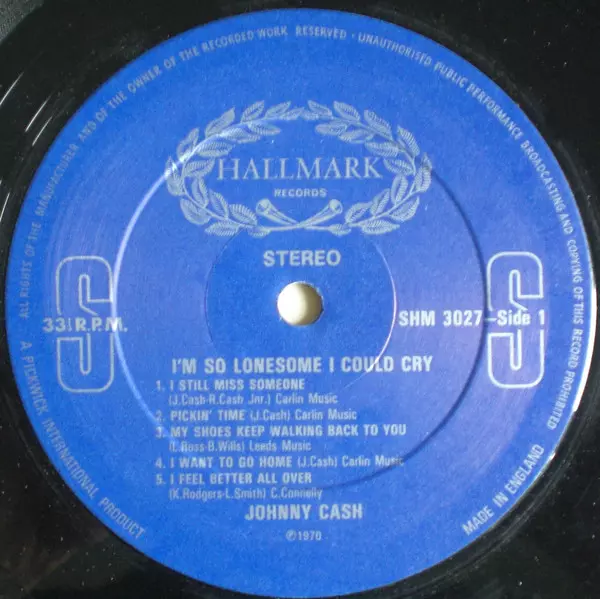 ALL RIGHTS OF THE MANUFACTURER AND OF THE OWNER OF THE RECORDED WORK RESERVED · UNAUTHORISED PUBLIC PERFORMANCE BROADCASTING AND COPYING OF THIS RECORD PROHIBITED
HALLMARK
RECORDS
STEREO
S S
33⅓ R.P.M.
SHM 3027-Side 1
I'M SO LONESOME I COULD CRY
1. I STILL MISS SOMEONE
(J.Cash-R.Cash Jnr.) Carlin Music
2. PICKIN' TIME (J.Cash) Carlin Music
3. MY SHOES KEEP WALKING BACK TO YOU
(L.Ross-B.Wills) Leeds Music
4. I WANT TO GO HOME (J.Cash) Carlin Music
5. I FEEL BETTER ALL OVER
(K.Rodgers-L.Smith) C.Connelly
JOHNNY CASH
℗1970
A PICKWICK INTERNATIONAL PRODUCT
MADE IN ENGLAND